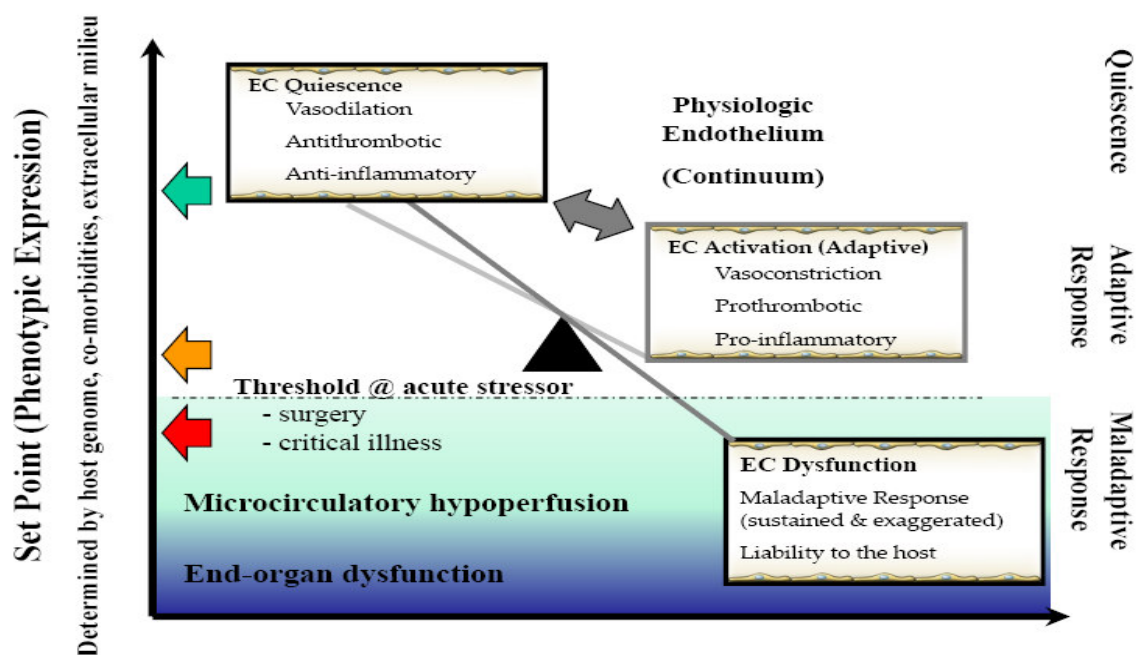 Set Point (Phenotypic Expression)
Determined by host genome, co-morbidities, extracellular milieu
EC Quiescence
Vasodilation
Antithrombotic
Anti-inflammatory
Physiologic
Endothelium
(Continuum)
EC Activation (Adaptive)
Vasoconstriction
Prothrombotic
Pro-inflammatory
Threshold @ acute stressor
- surgery
- critical illness
Microcirculatory hypoperfusion
End-organ dysfunction
EC Dysfunction
Maladaptive Response
(sustained & exaggerated)
Liability to the host
Quiescence
Adaptive
Response
Maladaptive
Response